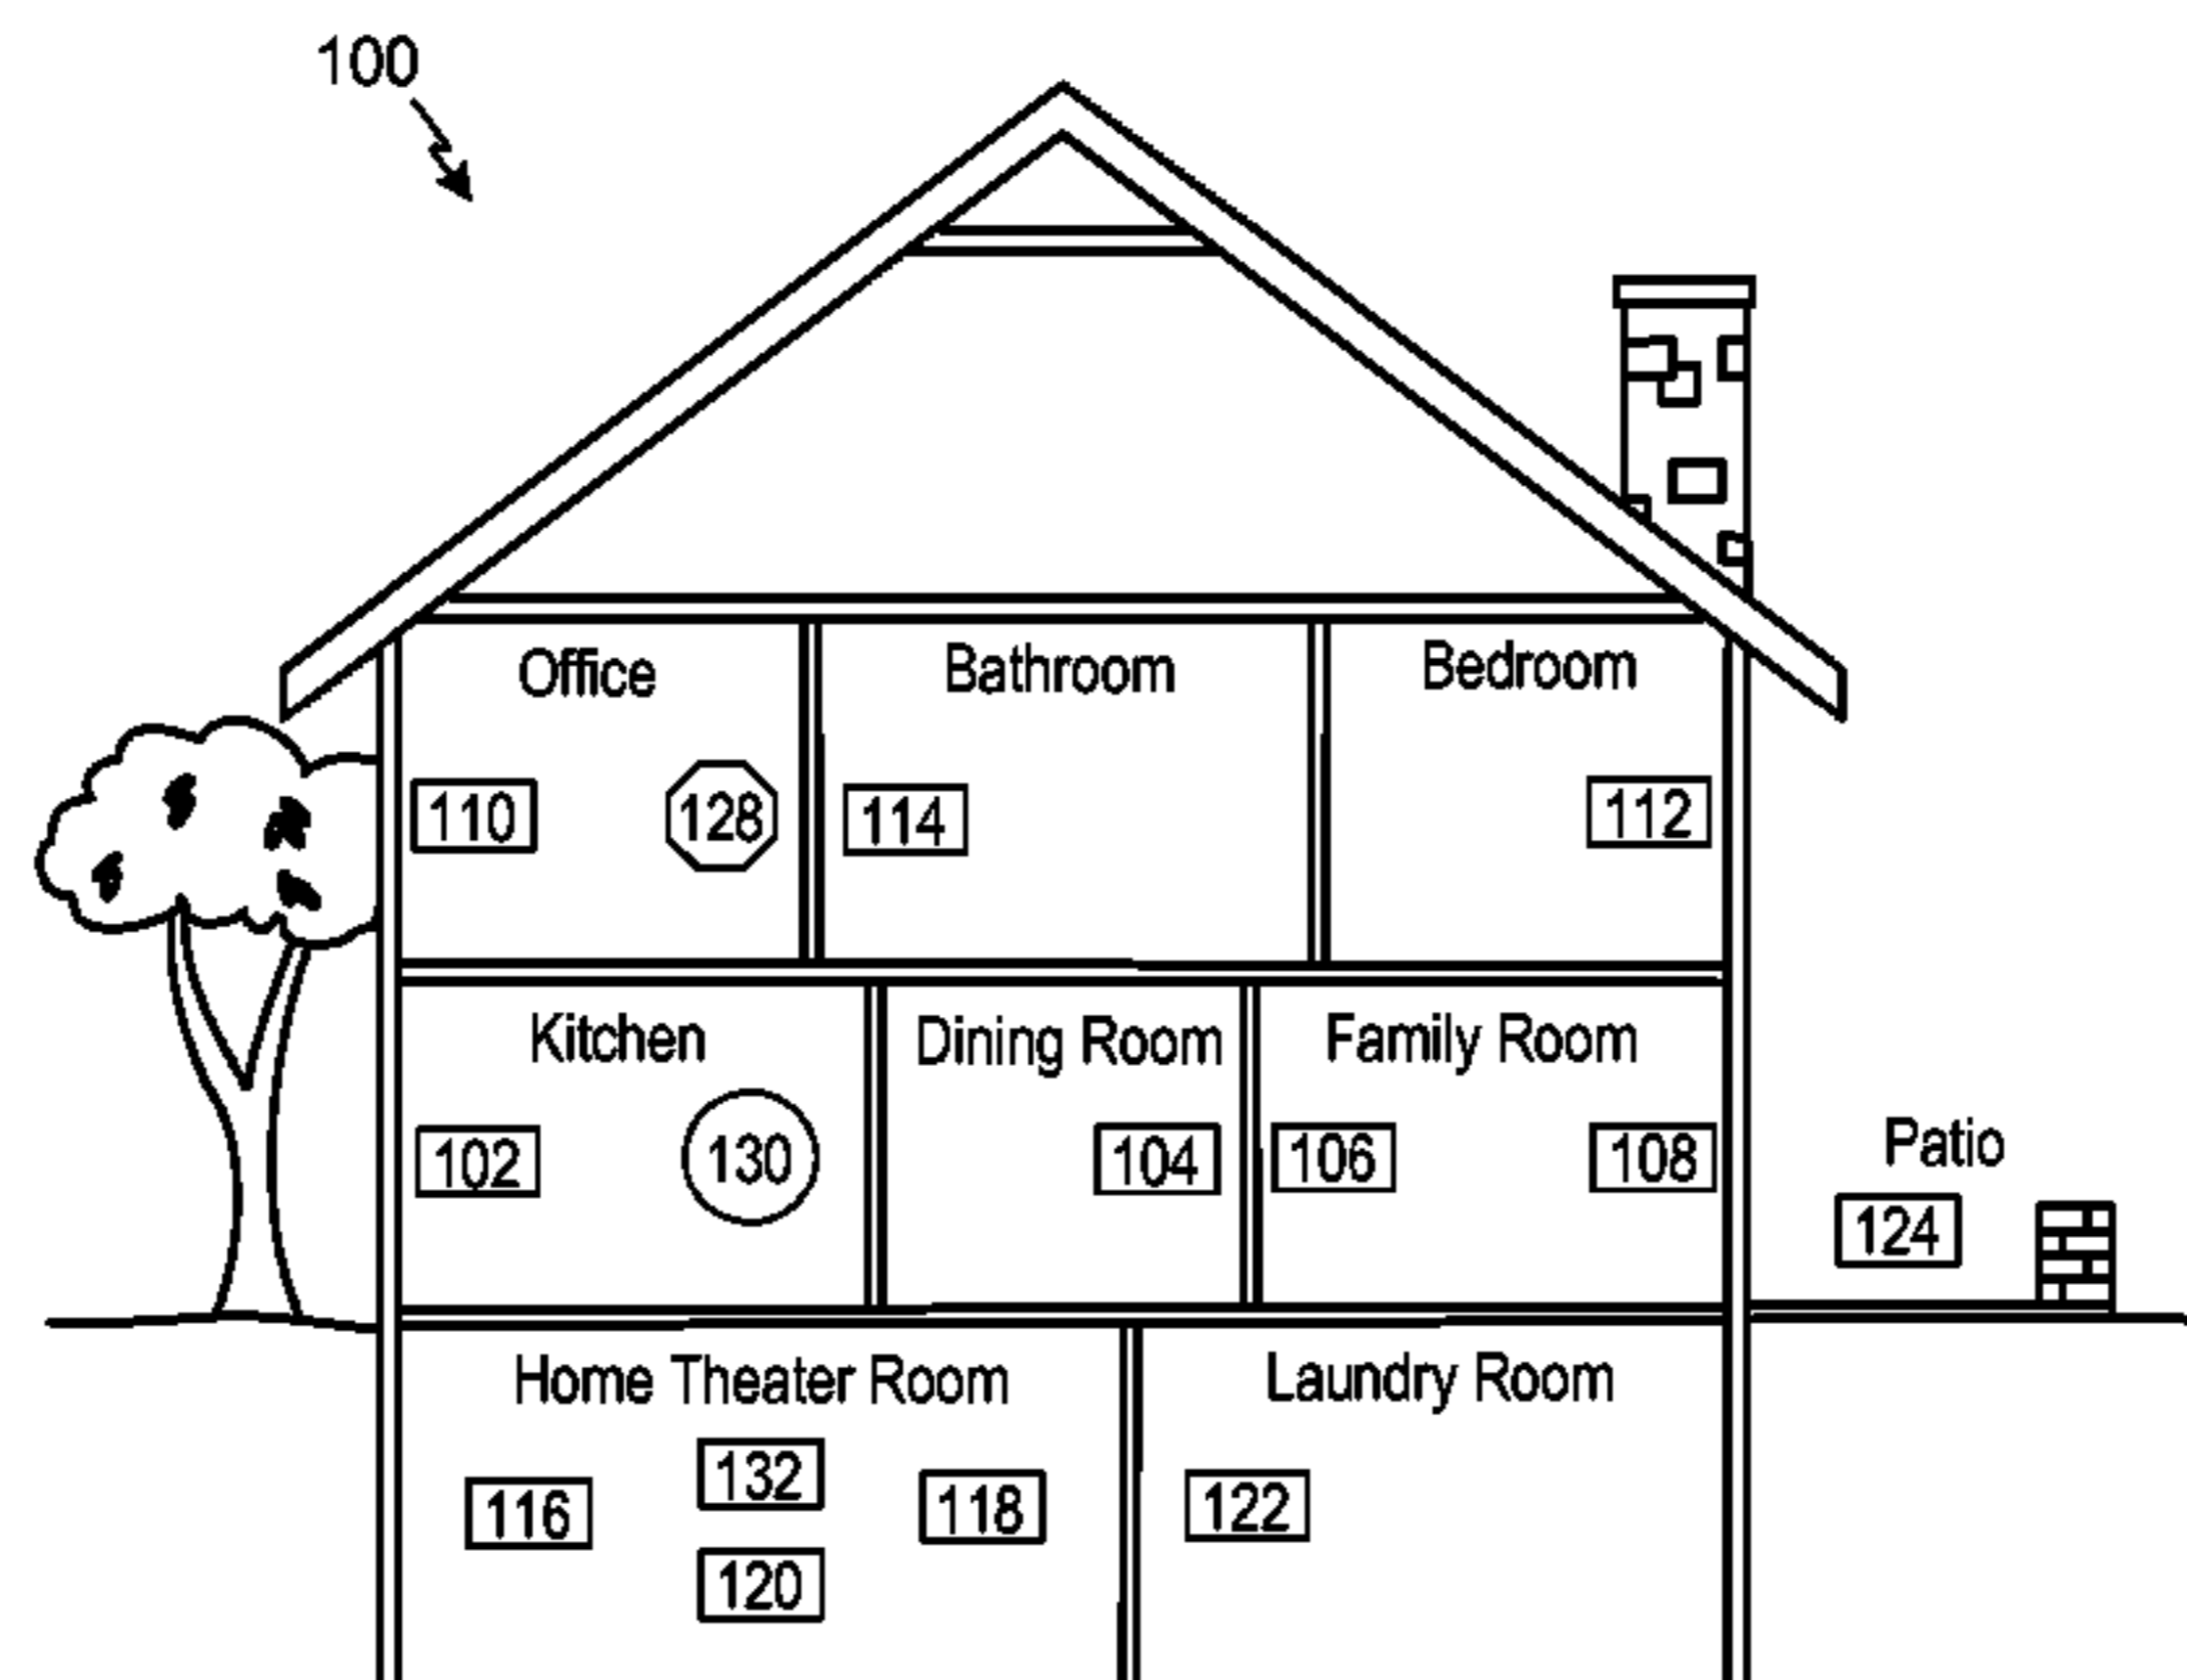 100
Office Bathroom Bedroom
110 128 114 112
Kitchen Dining Room Family Room
102 130 104 106 108
Patio
124
Home Theater Room Laundry Room
116 132 118 122
120